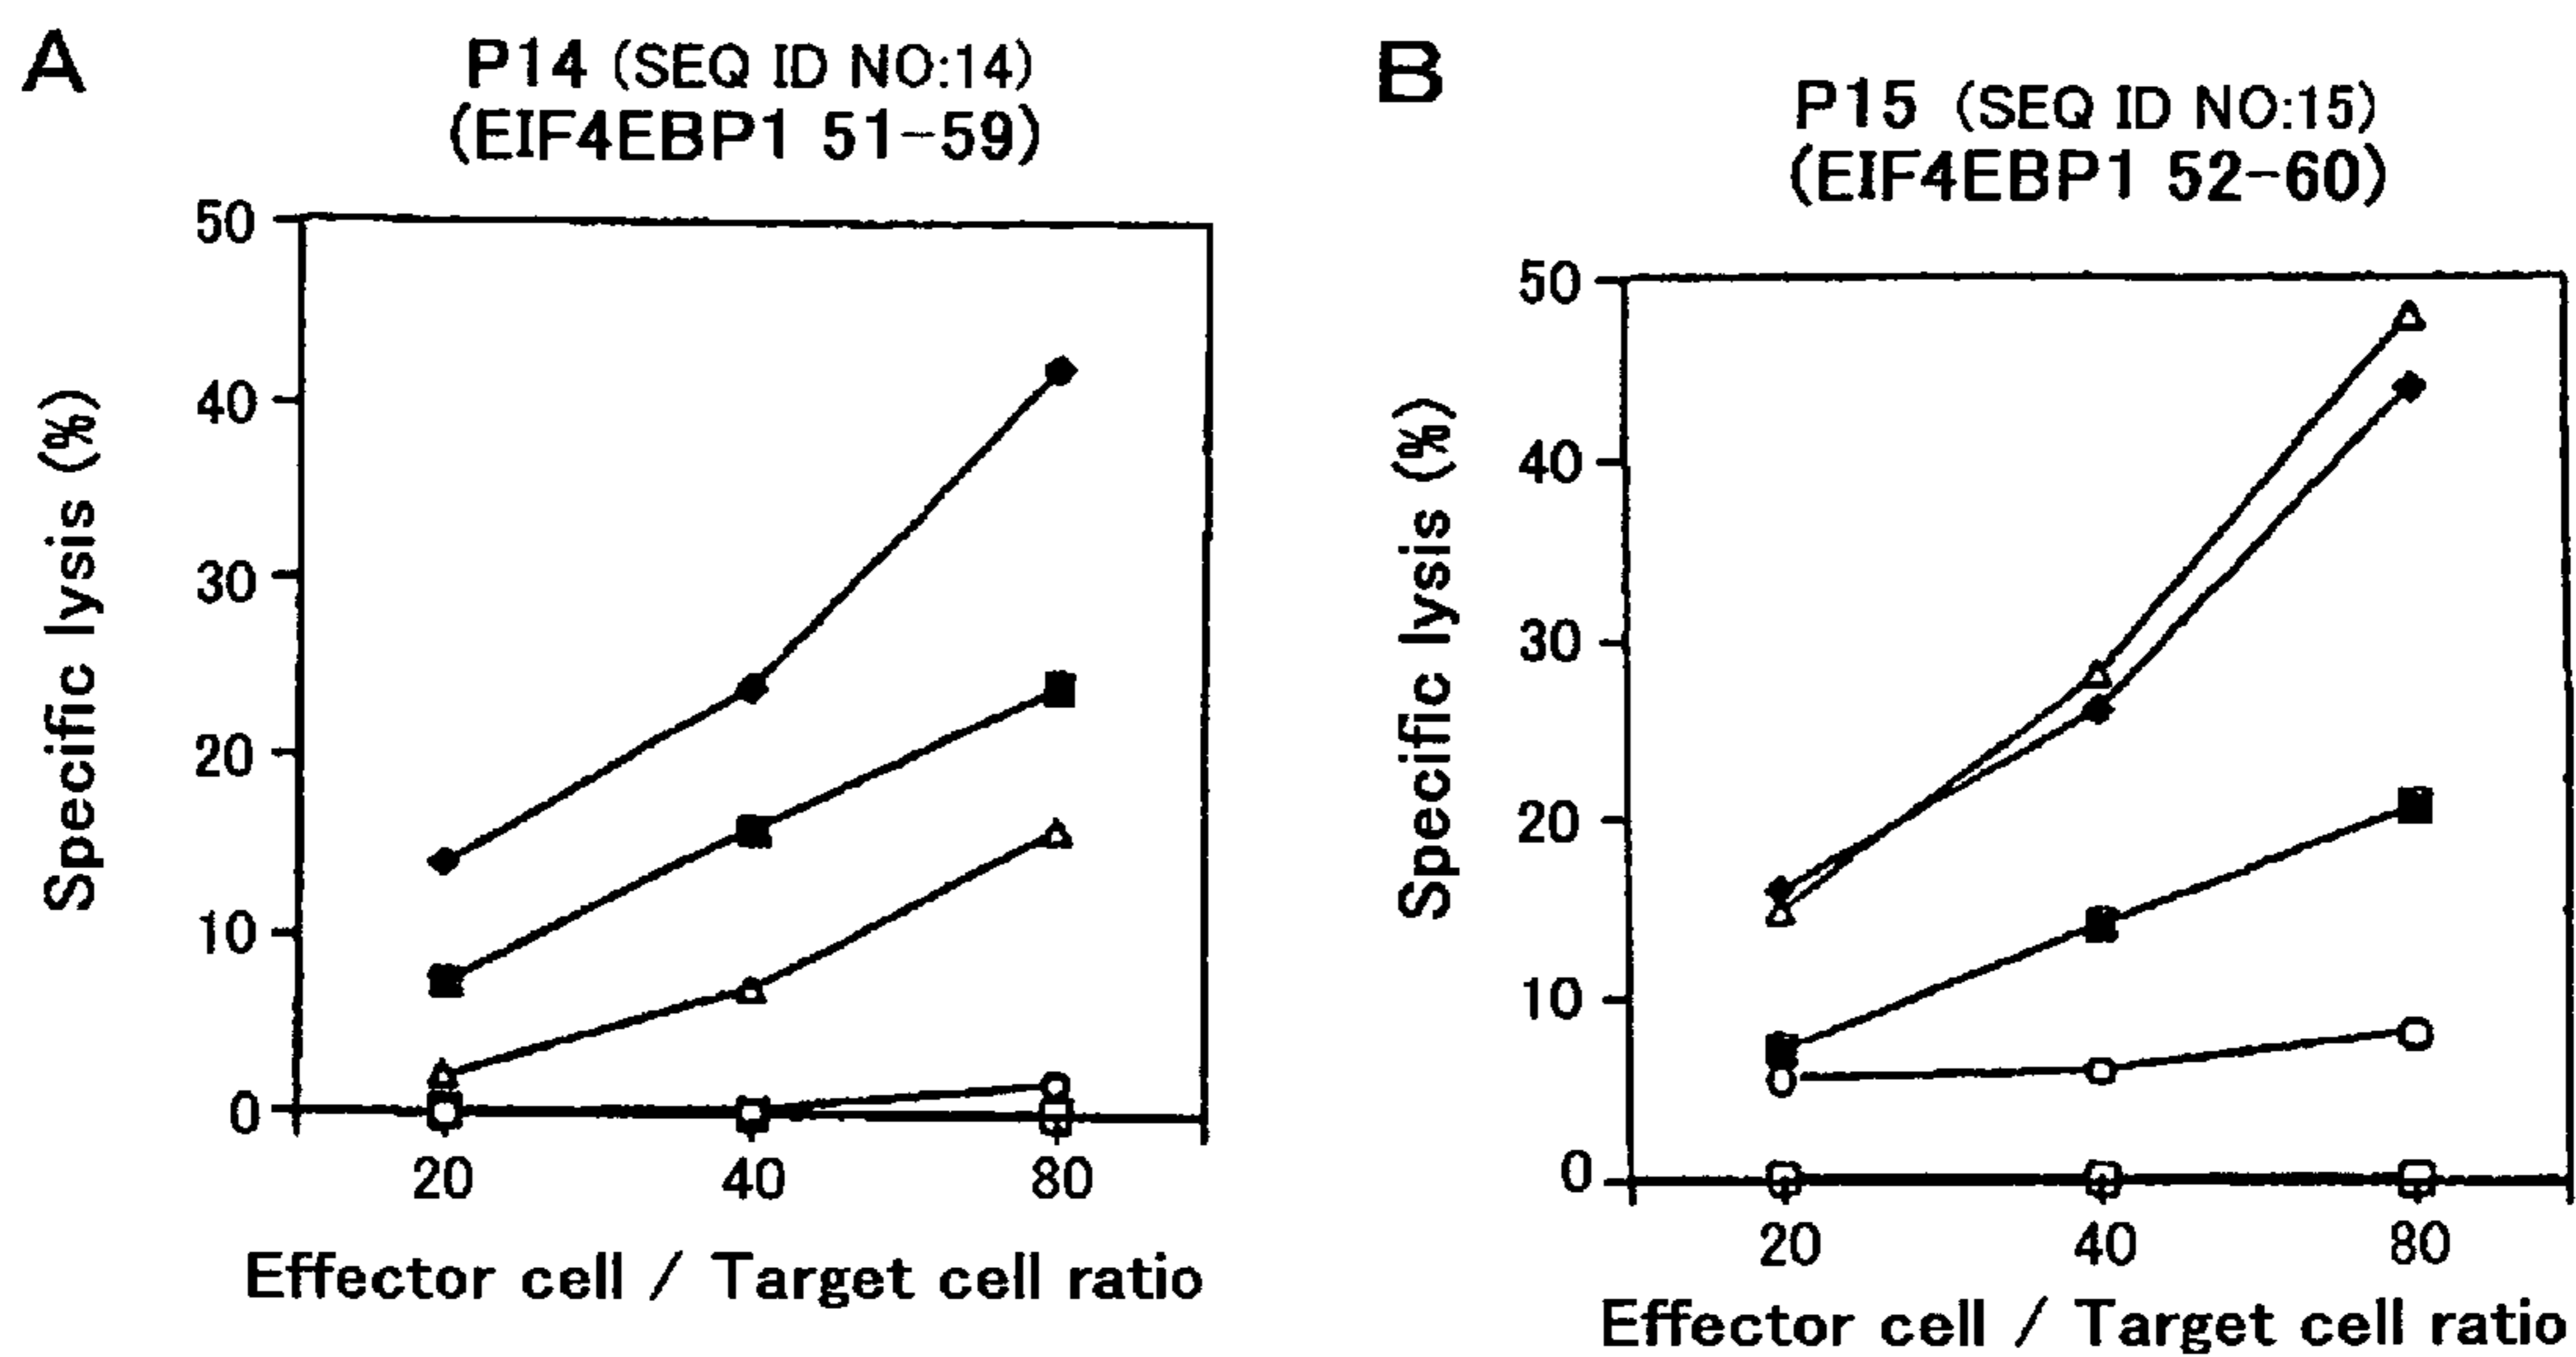 A
P14 (SEQ ID NO:14)
(EIF4EBP1 51-59)
50
40
30
20
10
0
Specific lysis (%)
20 40 80
Effector cell / Target cell ratio
B
P15 (SEQ ID NO:15)
(EIF4EBP1 52-60)
50
40
30
20
10
0
Specific lysis (%)
20 40 80
Effector cell / Target cell ratio